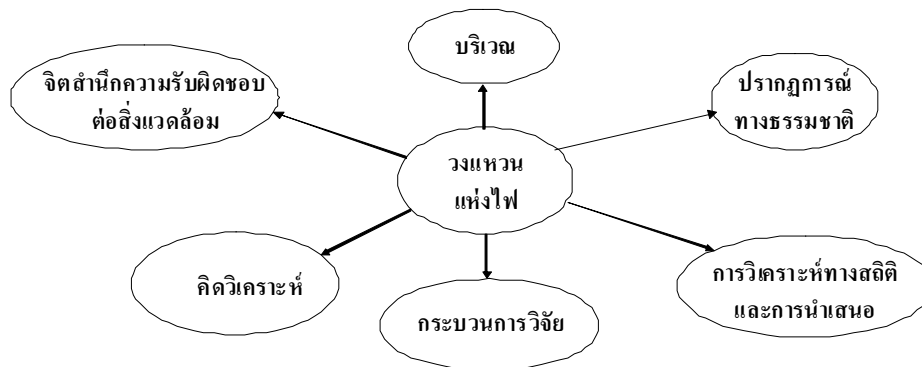 บริเวณ
จิตสำนึกความรับผิดชอบ
ต่อสิ่งแวดล้อม
ปรากฏการณ์
ทางธรรมชาติ
วงแหวน
แห่งไฟ
คิดวิเคราะห์
กระบวนการวิจัย
การวิเคราะห์ทางสถิติ
และการนำเสนอ